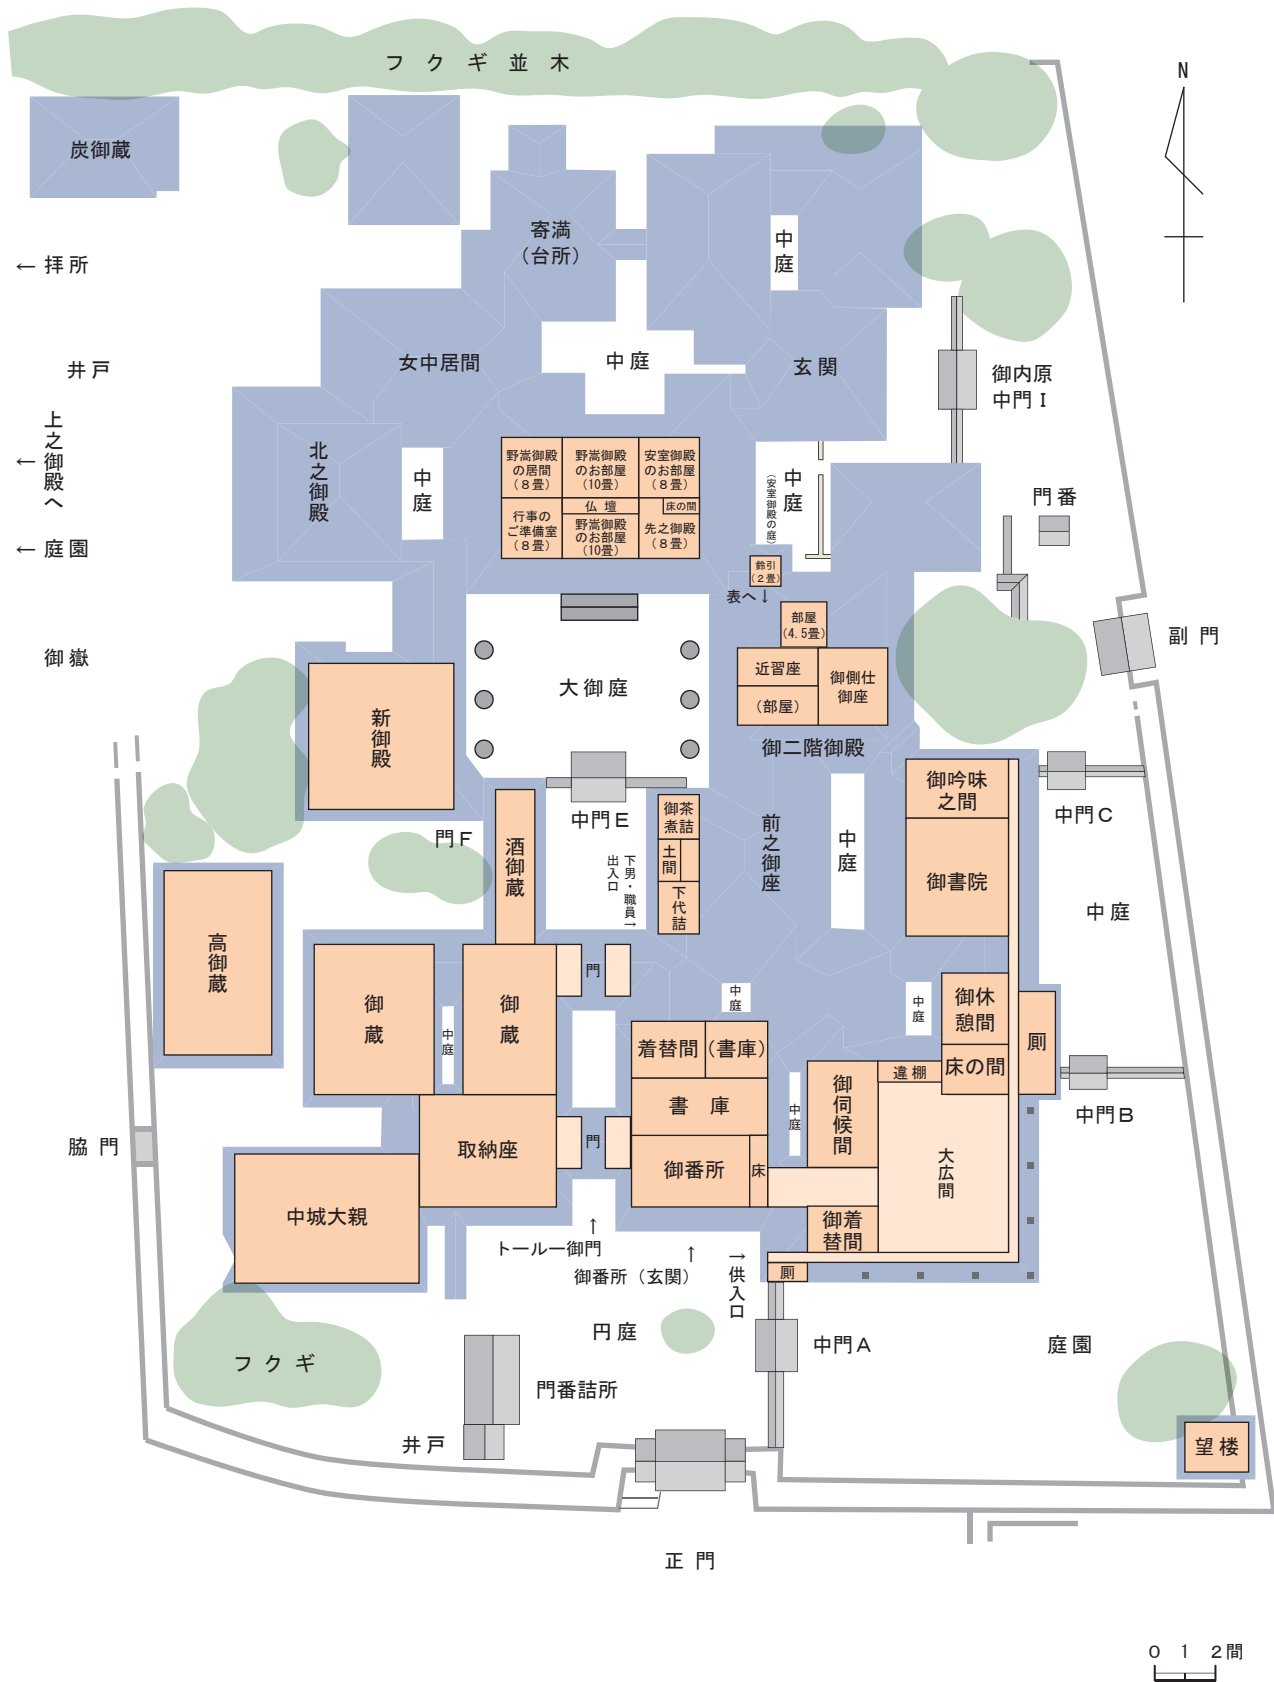 フクギ並木
N
炭御蔵
寄満
(台所)
中庭
← 拝所
井戸
女中居間
中庭
玄関
御内原
中門Ⅰ
上之御殿へ
←
北之御殿
中庭
野嵩御殿
の居間
(8畳)
野嵩御殿
のお部屋
(10畳)
安室御殿
のお部屋
(8畳)
行事の
ご準備室
(8畳)
仏壇
野嵩御殿
のお部屋
(10畳)
床の間
先之御殿
(8畳)
中庭
(安室御殿の庭)
門番
← 庭園
鈴引
(2畳)
表へ↓
部屋
(4.5畳)
副門
御嶽
近習座
(部屋)
御側仕
御座
大御庭
新御殿
御二階御殿
御吟味
之間
中門C
中門E
門F
酒御蔵
御茶
煮詰
土間
下代詰
下男・職員→
出入口
前之御座
中庭
御書院
中庭
高御蔵
御蔵
中庭
御蔵
門
中庭
中庭
御休
憩間
厠
着替間
(書庫)
床の間
違棚
書庫
中庭
御伺候間
中門B
脇門
取納座
門
御番所
床
大広間
中城大親
御着
替間
↑
トールー御門
↑
御番所(玄関)
→供入口
厠
円庭
中門A
庭園
フクギ
門番詰所
井戸
望楼
正門
0 1 2間